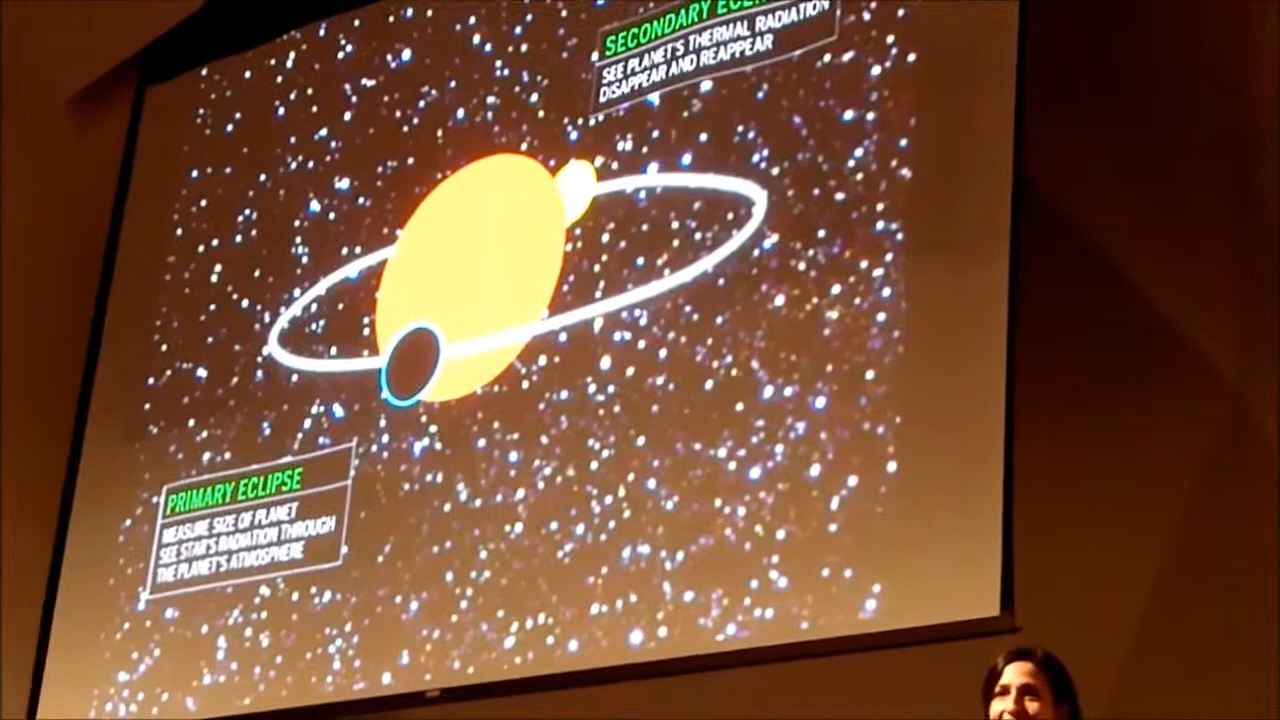 SECONDARY
SEE PLANET'S THERMAL RADIATION
DISAPPEAR AND REAPPEAR
PRIMARY ECLIPSE
MEASURE SIZE OF PLANET
SEE STAR'S RADIATION THROUGH
THE PLANET'S ATMOSPHERE